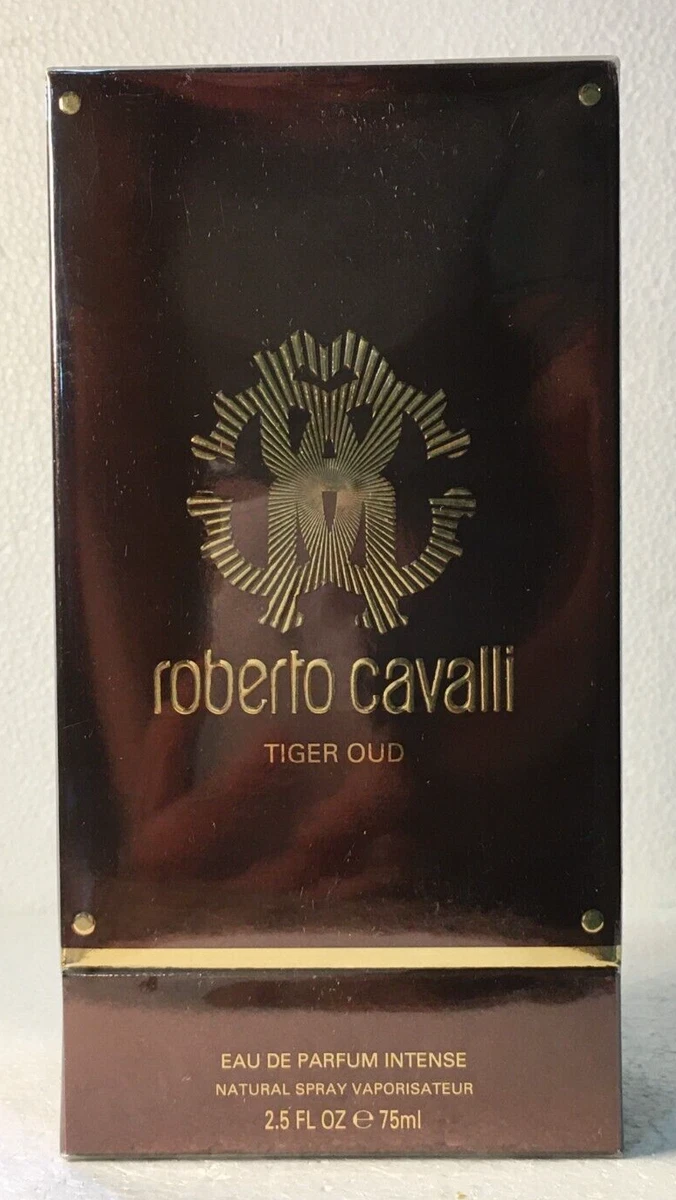 roberto cavalli
TIGER OUD
EAU DE PARFUM INTENSE
NATURAL SPRAY VAPORISATEUR
2.5 FL OZ ℮ 75ml